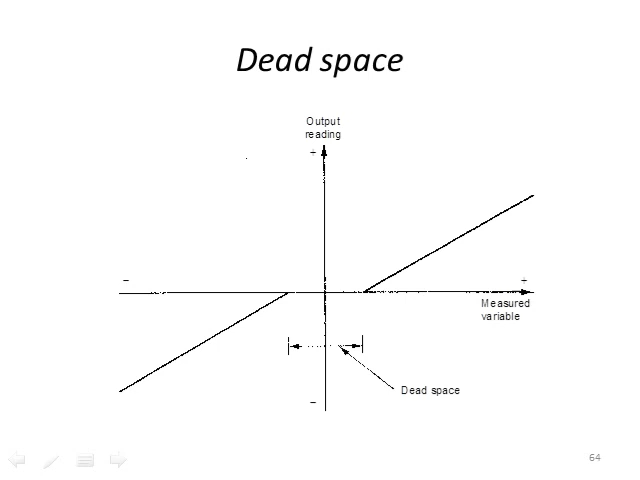 Dead space
Output
reading
+
−
+
Measured
variable
Dead space
−
64